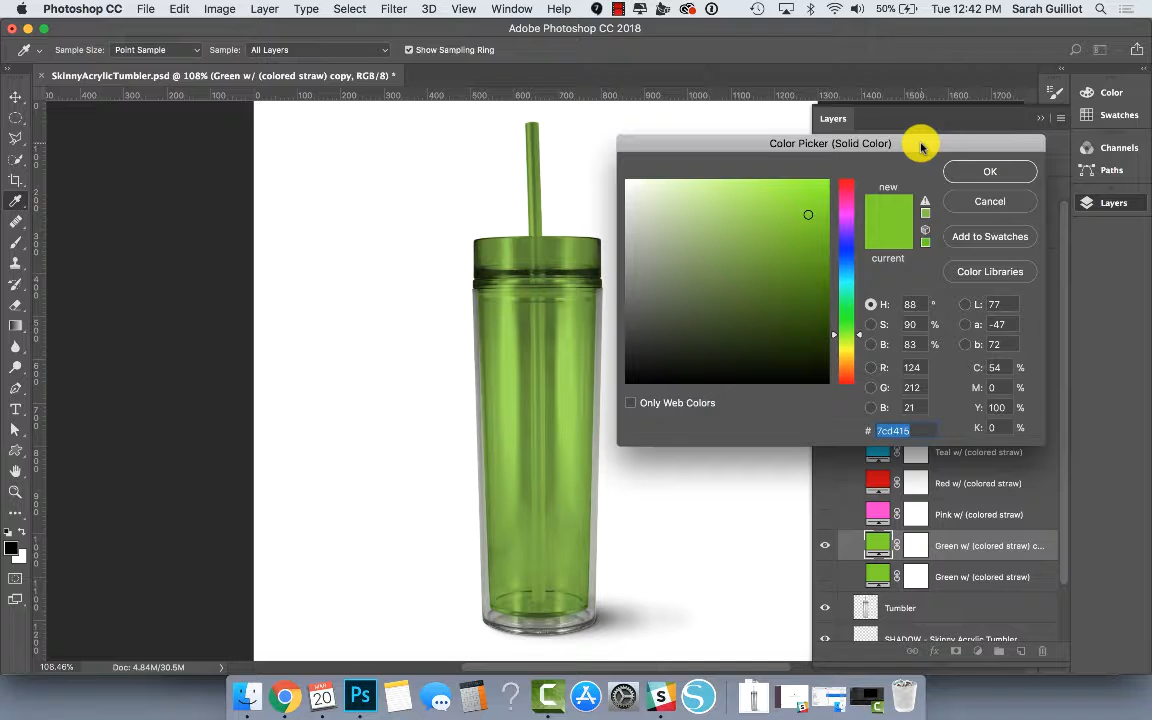 Photoshop CC File Edit Image Layer Type Select Filter 3D View Window Help 50% Tue 12:42 PM Sarah Guilliot
Adobe Photoshop CC 2018
Sample Size: Point Sample Sample: All Layers Show Sampling Ring
SkinnyAcrylicTumbler.psd @ 108% (Green w/ (colored straw) copy, RGB/8) *
Color
Swatches
Channels
Paths
Layers
Layers
Color Picker (Solid Color)
new
current
OK
Cancel
Add to Swatches
Color Libraries
H: 88 °
S: 90 %
B: 83 %
R: 124
G: 212
B: 21
L: 77
a: -47
b: 72
C: 54 %
M: 0 %
Y: 100 %
K: 0 %
# 7cd415
Only Web Colors
Teal w/ (colored straw)
Red w/ (colored straw)
Pink w/ (colored straw)
Green w/ (colored straw) c...
Green w/ (colored straw)
Tumbler
SHADOW - Skinny Acrylic Tumbler
108.46% Doc: 4.84M/30.5M
MAR
20
Ps